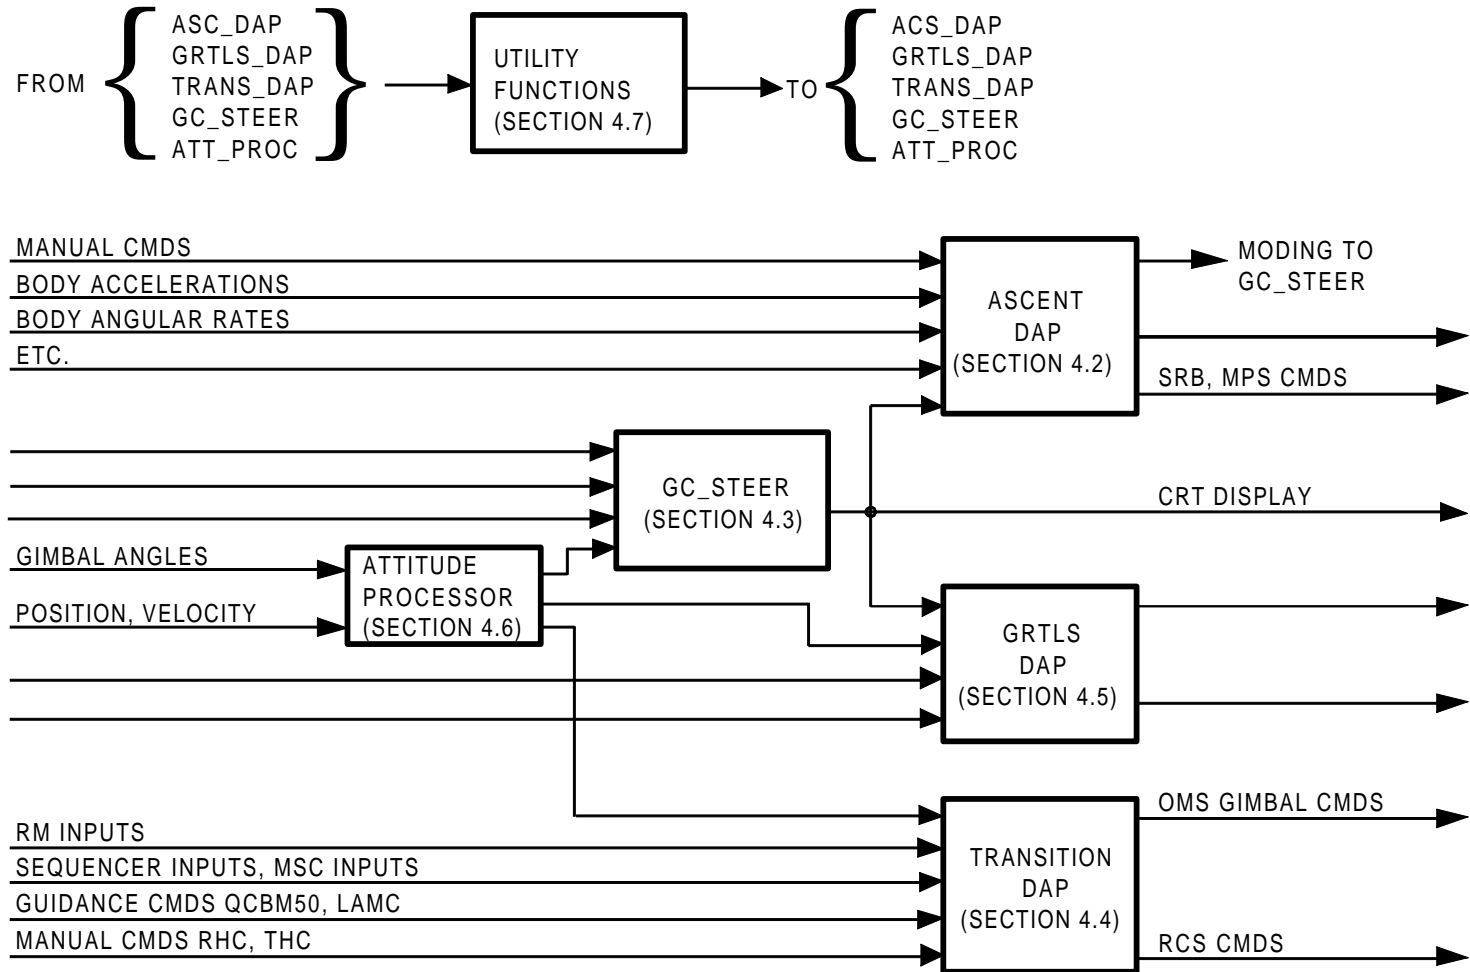 FROM
ASC_DAP
GRTLS_DAP
TRANS_DAP
GC_STEER
ATT_PROC
UTILITY
FUNCTIONS
(SECTION 4.7)
TO
ACS_DAP
GRTLS_DAP
TRANS_DAP
GC_STEER
ATT_PROC
MANUAL CMDS
BODY ACCELERATIONS
BODY ANGULAR RATES
ETC.
ASCENT
DAP
(SECTION 4.2)
MODING TO
GC_STEER
SRB, MPS CMDS
GC_STEER
(SECTION 4.3)
CRT DISPLAY
GIMBAL ANGLES
POSITION, VELOCITY
ATTITUDE
PROCESSOR
(SECTION 4.6)
GRTLS
DAP
(SECTION 4.5)
RM INPUTS
SEQUENCER INPUTS, MSC INPUTS
GUIDANCE CMDS QCBM50, LAMC
MANUAL CMDS RHC, THC
TRANSITION
DAP
(SECTION 4.4)
OMS GIMBAL CMDS
RCS CMDS